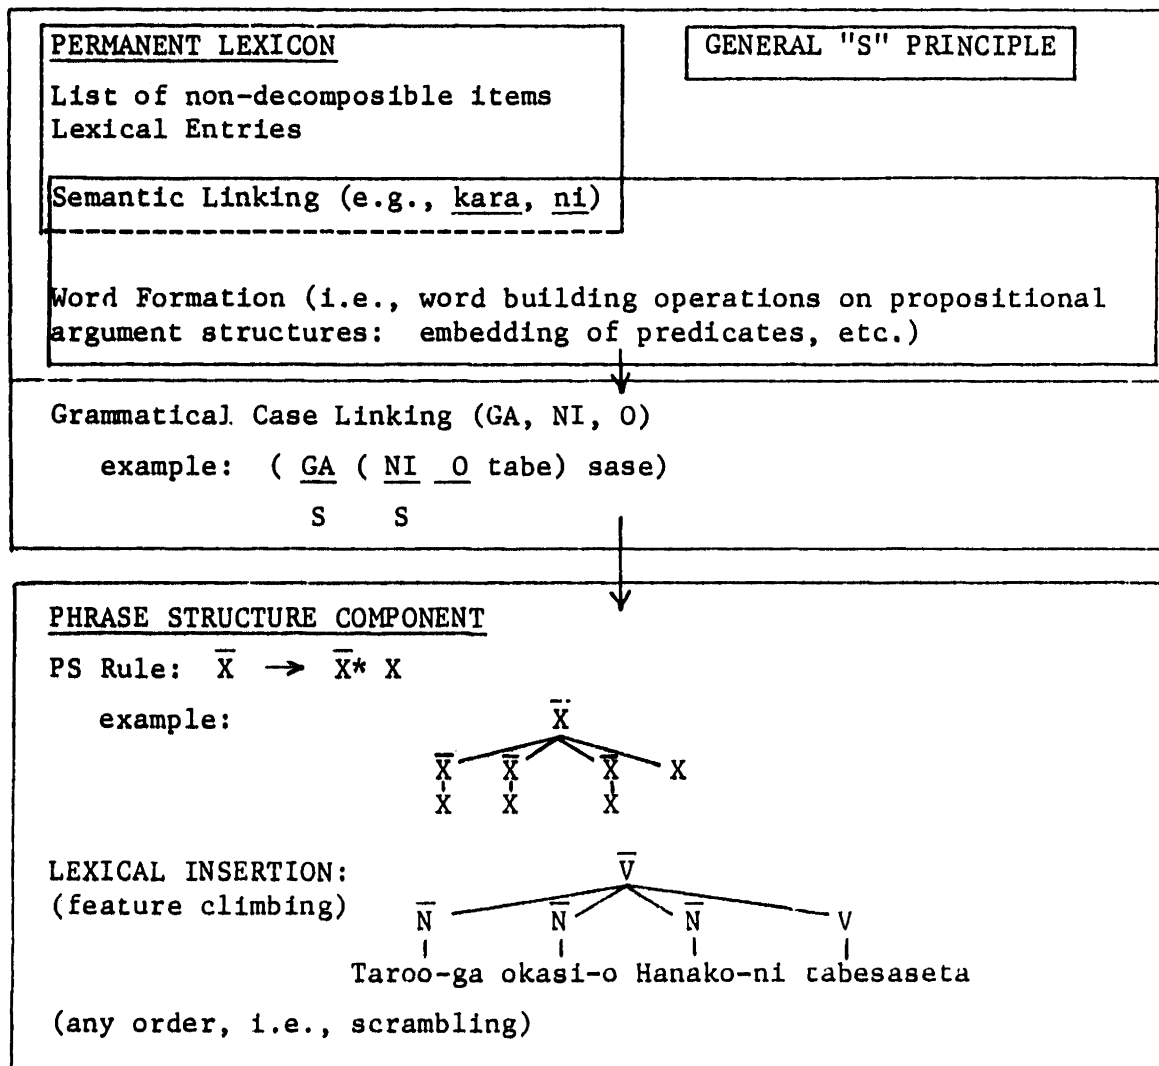 PERMANENT LEXICON
GENERAL "S" PRINCIPLE
List of non-decomposible items
Lexical Entries
Semantic Linking (e.g., kara, ni)
Word Formation (i.e., word building operations on propositional
argument structures: embedding of predicates, etc.)
Grammatical Case Linking (GA, NI, O)
example: ( GA ( NI O tabe) sase)
S S
PHRASE STRUCTURE COMPONENT
PS Rule: X̅ → X̅* X
example:
X̅
X̅ X̅ X̅ X
X X X
LEXICAL INSERTION:
V̅
(feature climbing)
N̅ N̅ N̅ V
Taroo-ga okasi-o Hanako-ni tabesaseta
(any order, i.e., scrambling)